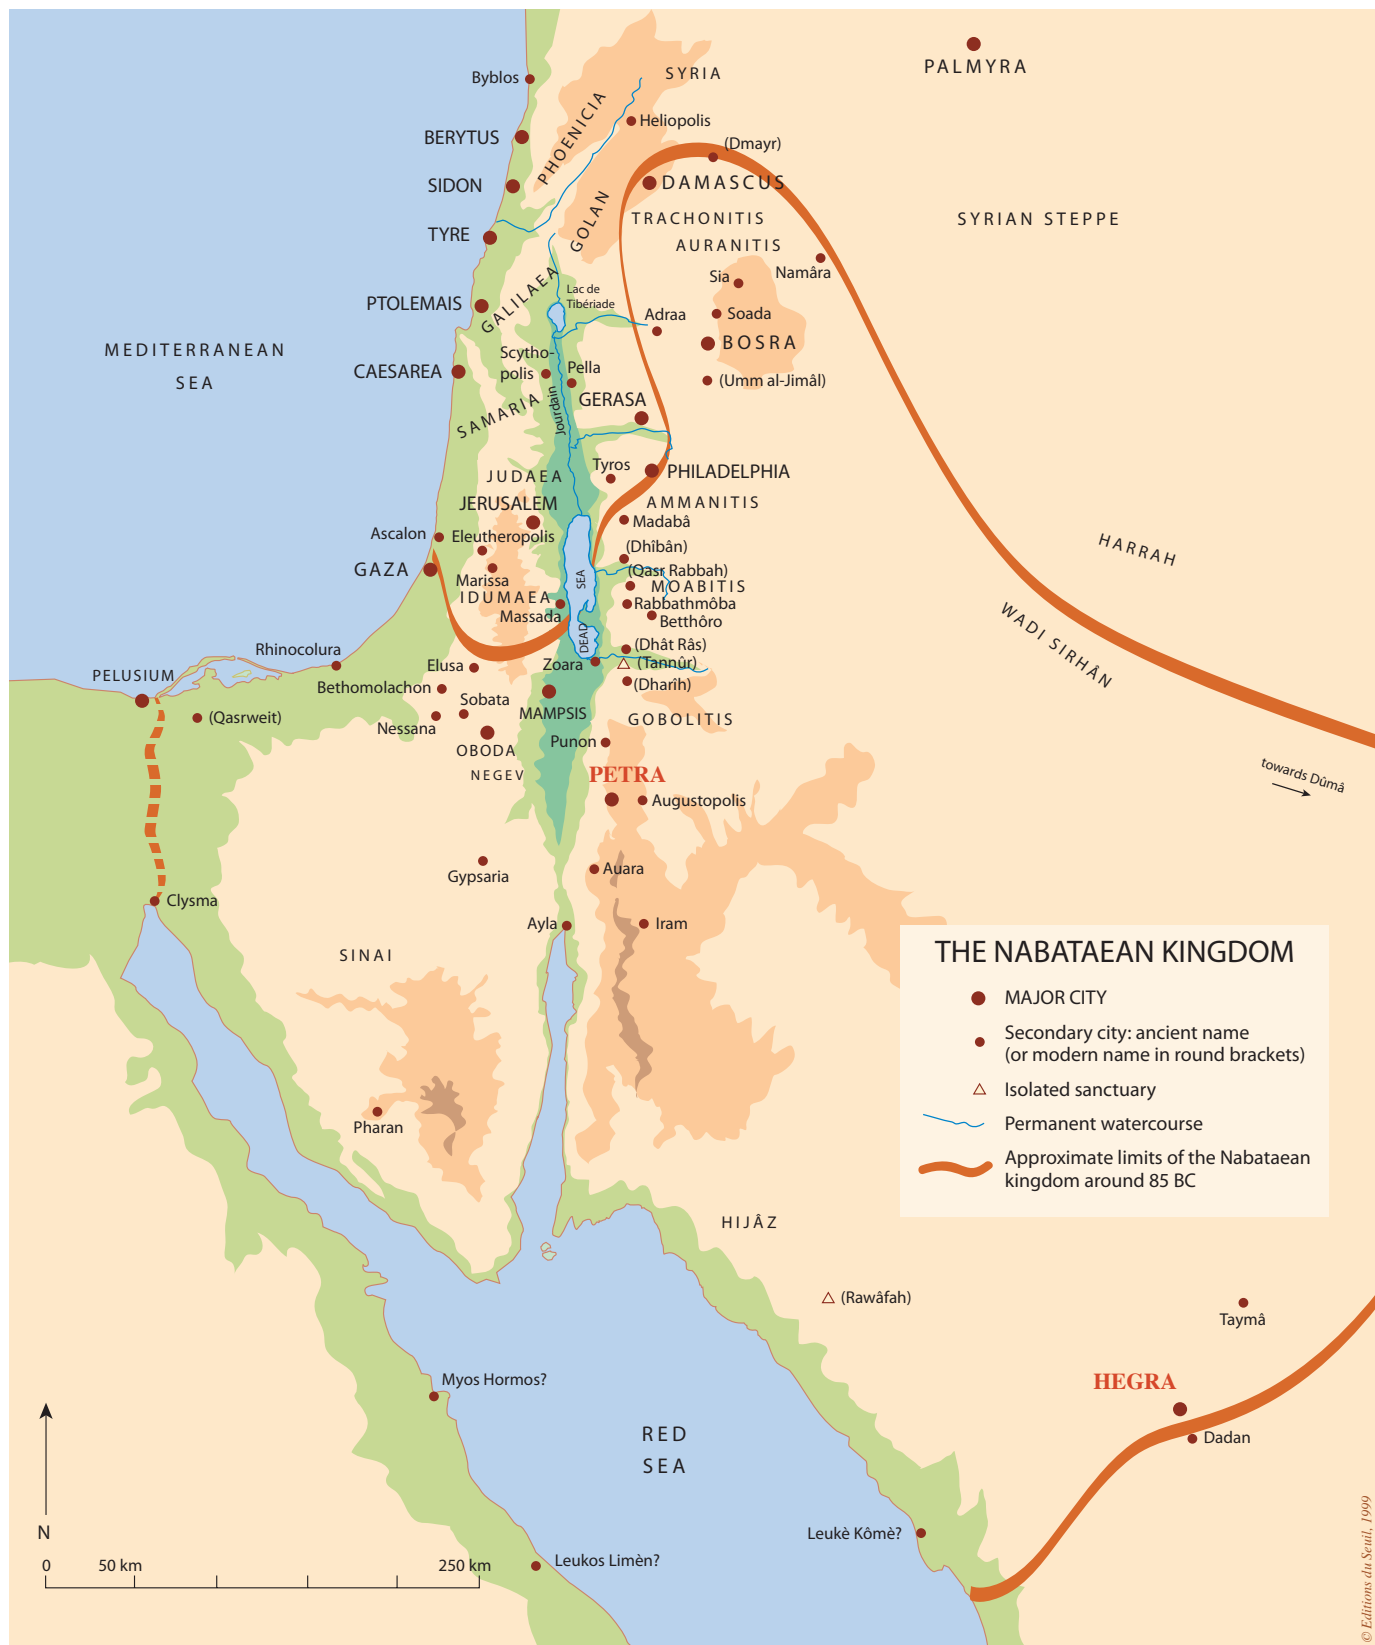 PALMYRA
SYRIA
Byblos
Heliopolis
PHOENICIA
BERYTUS
(Dmayr)
SIDON
DAMASCUS
GOLAN
TRACHONITIS
SYRIAN STEPPE
TYRE
AURANITIS
Namâra
Sia
GALILAEA
Lac de
Tibériade
PTOLEMAIS
Adraa
Soada
BOSRA
MEDITERRANEAN
SEA
Scytho-
polis
Pella
CAESAREA
(Umm al-Jimâl)
GERASA
Jourdain
SAMARIA
Tyros
PHILADELPHIA
JUDAEA
JERUSALEM
AMMANITIS
Madabâ
Ascalon
Eleutheropolis
(Dhîbân)
HARRAH
GAZA
(Qasr Rabbah)
Marissa
SEA
MOABITIS
IDUMAEA
Rabbathmôba
Massada
Betthôro
DEAD
WADI SIRHÂN
Rhinocolura
(Dhât Râs)
Elusa
Zoara
(Tannûr)
PELUSIUM
Bethomolachon
(Dharîh)
Sobata
MAMPSIS
(Qasrweit)
Nessana
GOBOLITIS
OBODA
Punon
NEGEV
PETRA
towards Dûmâ
Augustopolis
Gypsaria
Auara
Clysma
Ayla
Iram
SINAI
THE NABATAEAN KINGDOM
MAJOR CITY
Secondary city: ancient name
(or modern name in round brackets)
Isolated sanctuary
Permanent watercourse
Approximate limits of the Nabataean
kingdom around 85 BC
Pharan
HIJÂZ
(Rawâfah)
Taymâ
Myos Hormos?
HEGRA
RED
SEA
Dadan
N
Leukè Kômè?
Leukos Limèn?
0 50 km 250 km
© Editions du Seuil, 1999